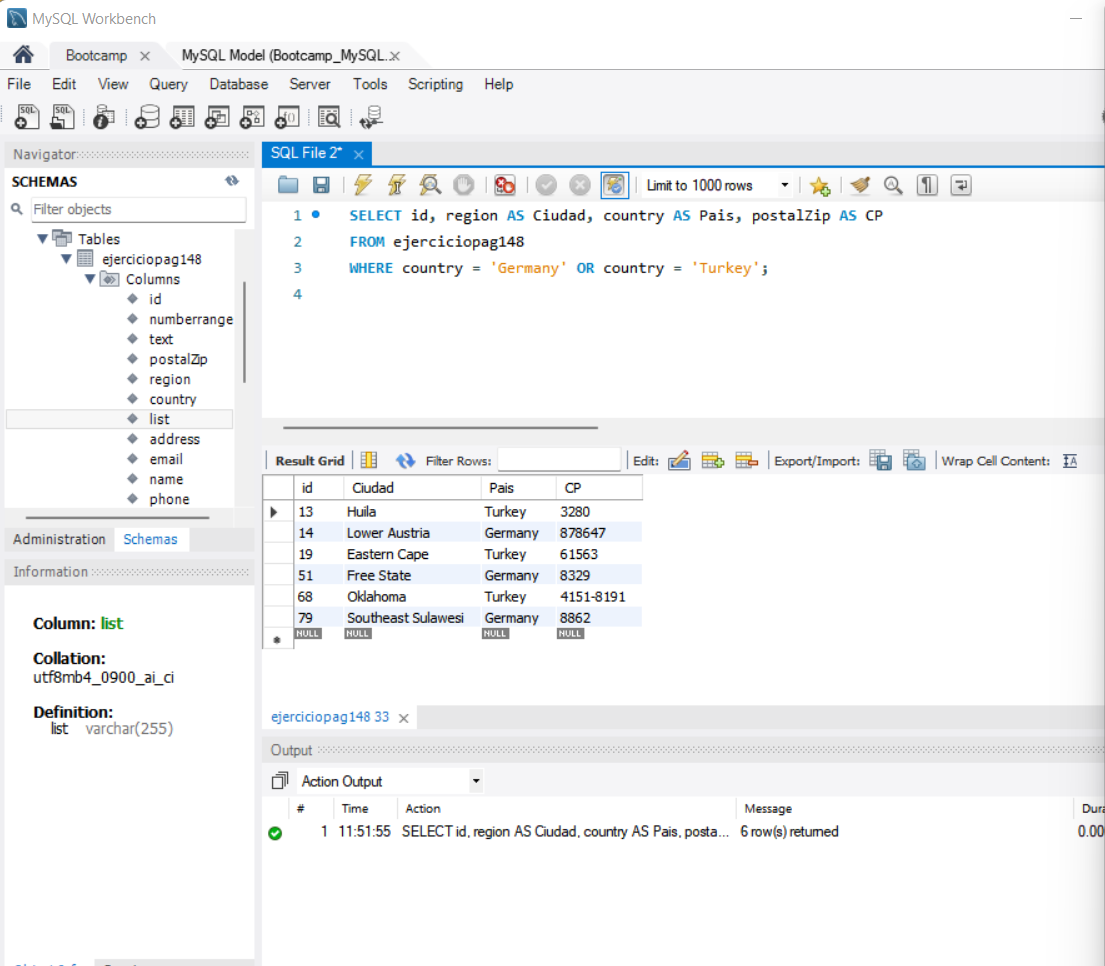 MySQL Workbench
Bootcamp
MySQL Model (Bootcamp_MySQL.
File Edit View Query Database Server Tools Scripting Help
Navigator
SCHEMAS
Filter objects
Tables
ejerciciopag148
Columns
id
numberrange
text
postalZip
region
country
list
address
email
name
phone
Administration Schemas
Information
Column: list
Collation:
utf8mb4_0900_ai_ci
Definition:
list varchar(255)
SQL File 2*
Limit to 1000 rows
1 SELECT id, region AS Ciudad, country AS Pais, postalZip AS CP
2 FROM ejerciciopag148
3 WHERE country = 'Germany' OR country = 'Turkey';
4
Result Grid Filter Rows: Edit: Export/Import: Wrap Cell Content:
id Ciudad Pais CP
13 Huila Turkey 3280
14 Lower Austria Germany 878647
19 Eastern Cape Turkey 61563
51 Free State Germany 8329
68 Oklahoma Turkey 4151-8191
79 Southeast Sulawesi Germany 8862
NULL NULL NULL NULL
ejerciciopag148 33
Output
Action Output
# Time Action Message Dura
1 11:51:55 SELECT id, region AS Ciudad, country AS Pais, posta... 6 row(s) returned 0.00